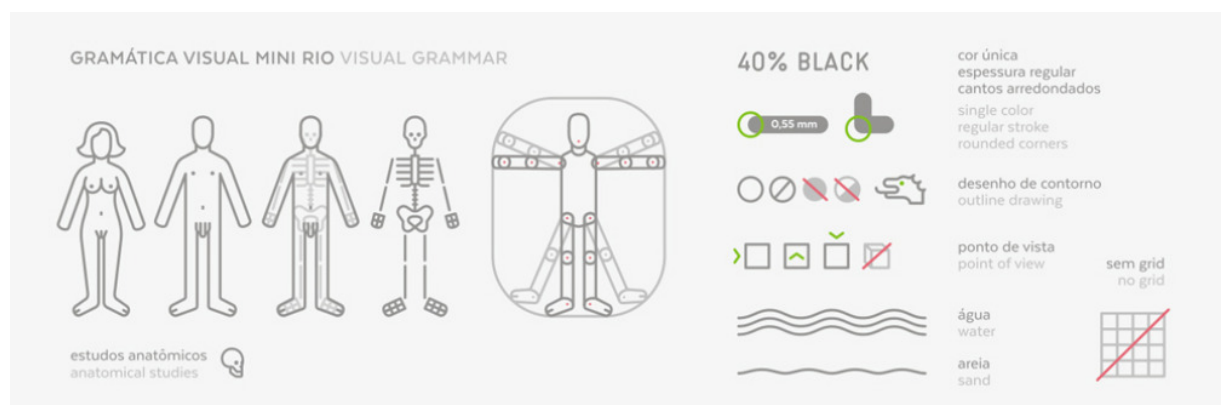 GRAMÁTICA VISUAL MINI RIO VISUAL GRAMMAR
estudos anatômicos
anatomical studies
40% BLACK
0,55 mm
cor única
espessura regular
cantos arredondados
single color
regular stroke
rounded corners
desenho de contorno
outline drawing
ponto de vista
point of view
sem grid
no grid
água
water
areia
sand